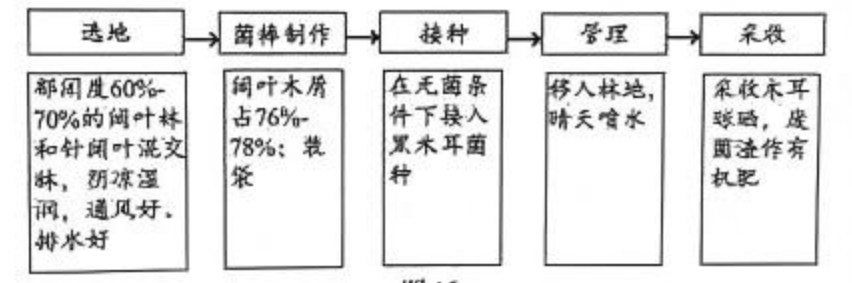 选地
菌棒制作
接种
管理
采收
郁闭度60%-
70%的阔叶林
和针阔叶混交
林，阴凉湿
润，通风好、
排水好
阔叶木屑
占76%-
78%；装
袋
在无菌条
件下接入
黑木耳菌
种
移入林地，
晴天喷水
采收木耳
晾晒，废
菌渣作有
机肥